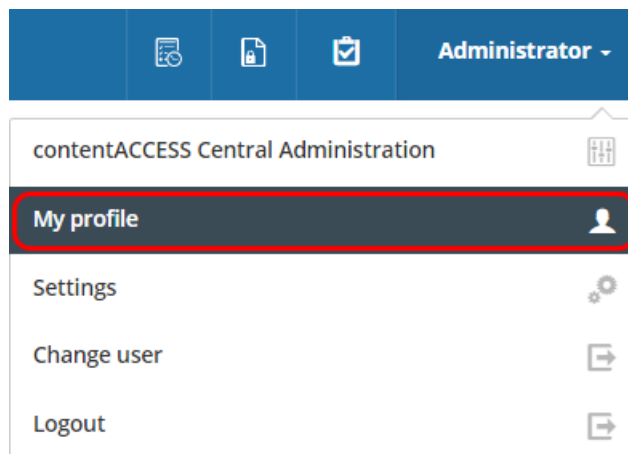 Administrator
contentACCESS Central Administration
My profile
Settings
Change user
Logout